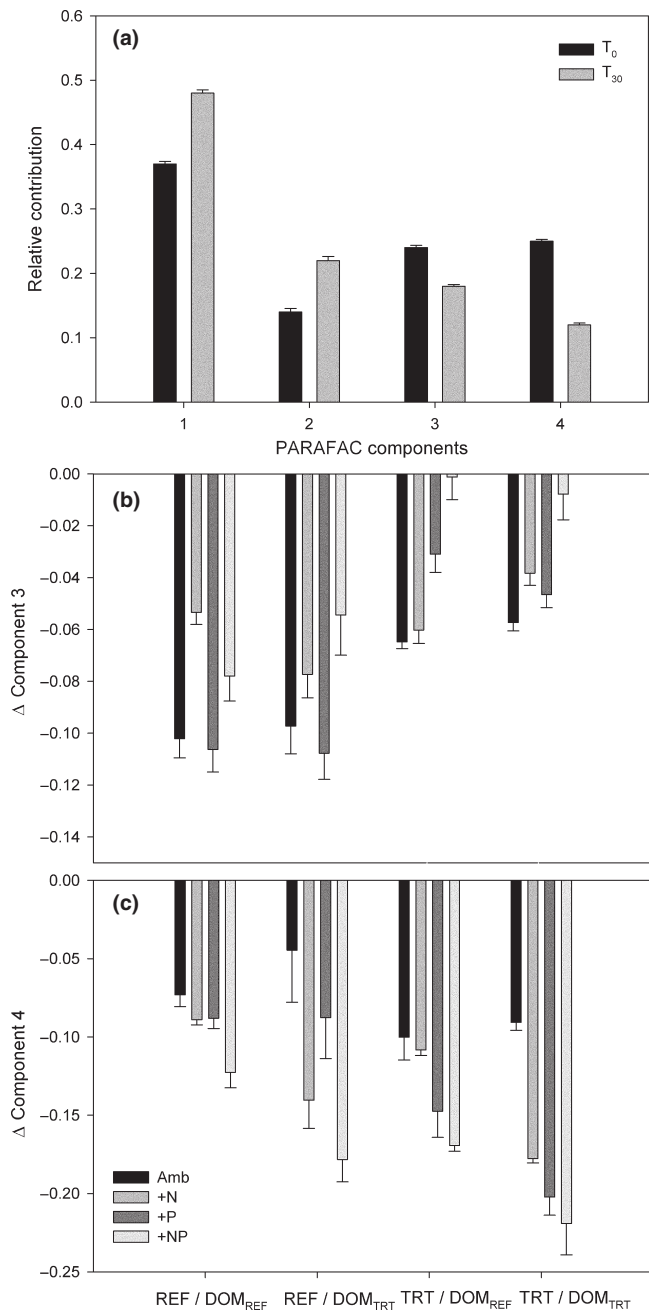 (a)
T0
T30
Relative contribution
0.6
0.5
0.4
0.3
0.2
0.1
0.0
1 2 3 4
PARAFAC components
(b)
Δ Component 3
0.00
−0.02
−0.04
−0.06
−0.08
−0.10
−0.12
−0.14
(c)
Δ Component 4
0.00
−0.05
−0.10
−0.15
−0.20
−0.25
Amb
+N
+P
+NP
REF / DOMREF REF / DOMTRT TRT / DOMREF TRT / DOMTRT